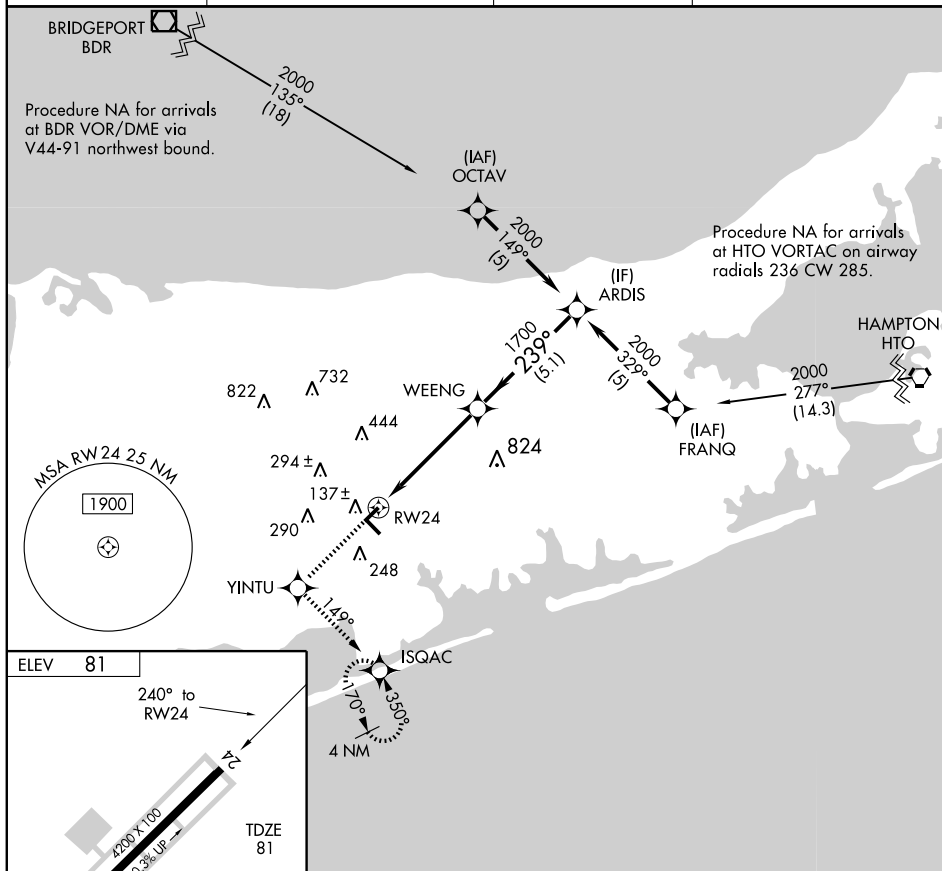 BRIDGEPORT
BDR
2000
135°
(18)
Procedure NA for arrivals
at BDR VOR/DME via
V44-91 northwest bound.
(IAF)
OCTAV
2000
149°
(5)
Procedure NA for arrivals
at HTO VORTAC on airway
radials 236 CW 285.
(IF)
ARDIS
HAMPTON
HTO
1700
239°
(5.1)
2000
329°
(5)
2000
277°
(14.3)
822
732
WEENG
(IAF)
FRANQ
444
824
MSA RW24 25 NM
1900
294±
137±
290
RW24
248
YINTU
149°
ISQAC
170°
350°
4 NM
ELEV 81
240° to
RW24
24
4200 X 100
0.3% UP
TDZE
81